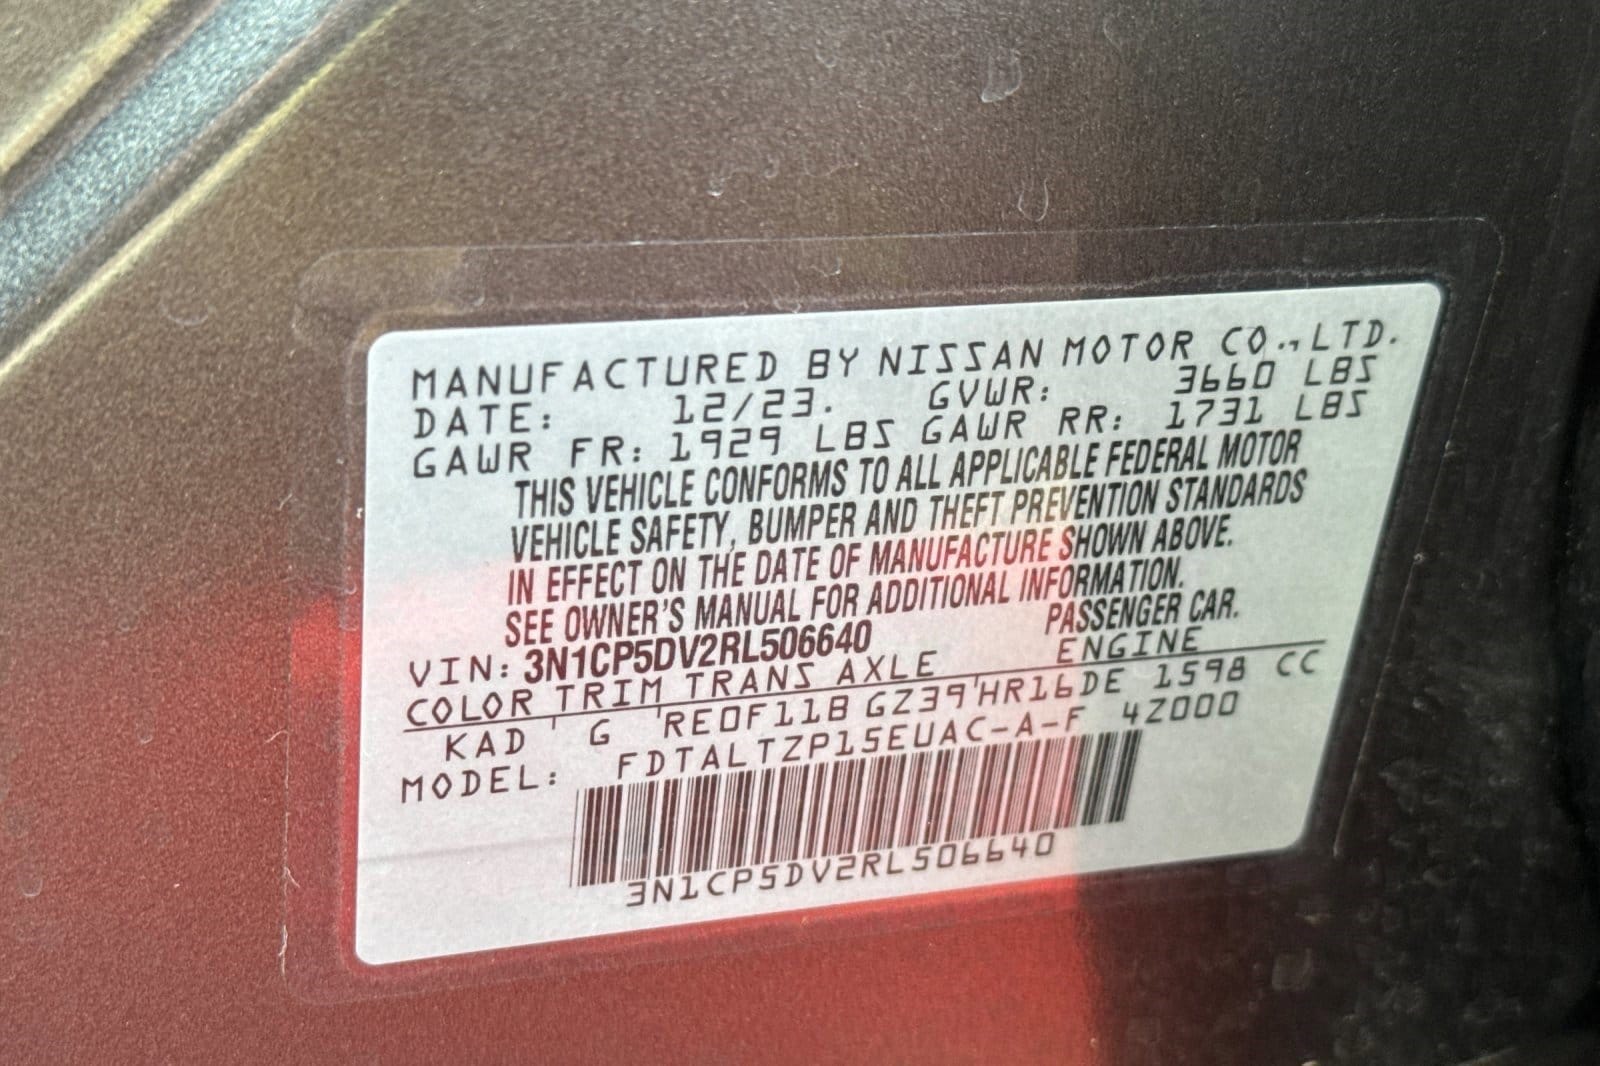 MANUFACTURED BY NISSAN MOTOR CO., LTD.
DATE: 12/23. GVWR: 3660 LBS
GAWR FR: 1929 LBS GAWR RR: 1731 LBS
THIS VEHICLE CONFORMS TO ALL APPLICABLE FEDERAL MOTOR
VEHICLE SAFETY, BUMPER AND THEFT PREVENTION STANDARDS
IN EFFECT ON THE DATE OF MANUFACTURE SHOWN ABOVE.
SEE OWNER'S MANUAL FOR ADDITIONAL INFORMATION.
VIN: 3N1CP5DV2RL506640 PASSENGER CAR.
COLOR TRIM TRANS AXLE ENGINE
KAD G RE0F11B GZ39 HR16DE 1598 CC
MODEL: FDTALTZP15EUAC-A-F 4Z000
3N1CP5DV2RL506640